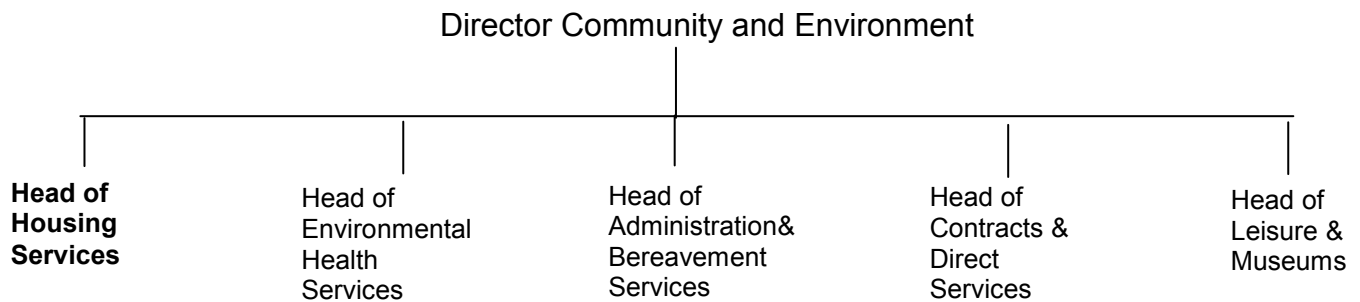 Director Community and Environment
Head of
Housing
Services
Head of
Environmental
Health
Services
Head of
Administration&
Bereavement
Services
Head of
Contracts &
Direct
Services
Head of
Leisure &
Museums